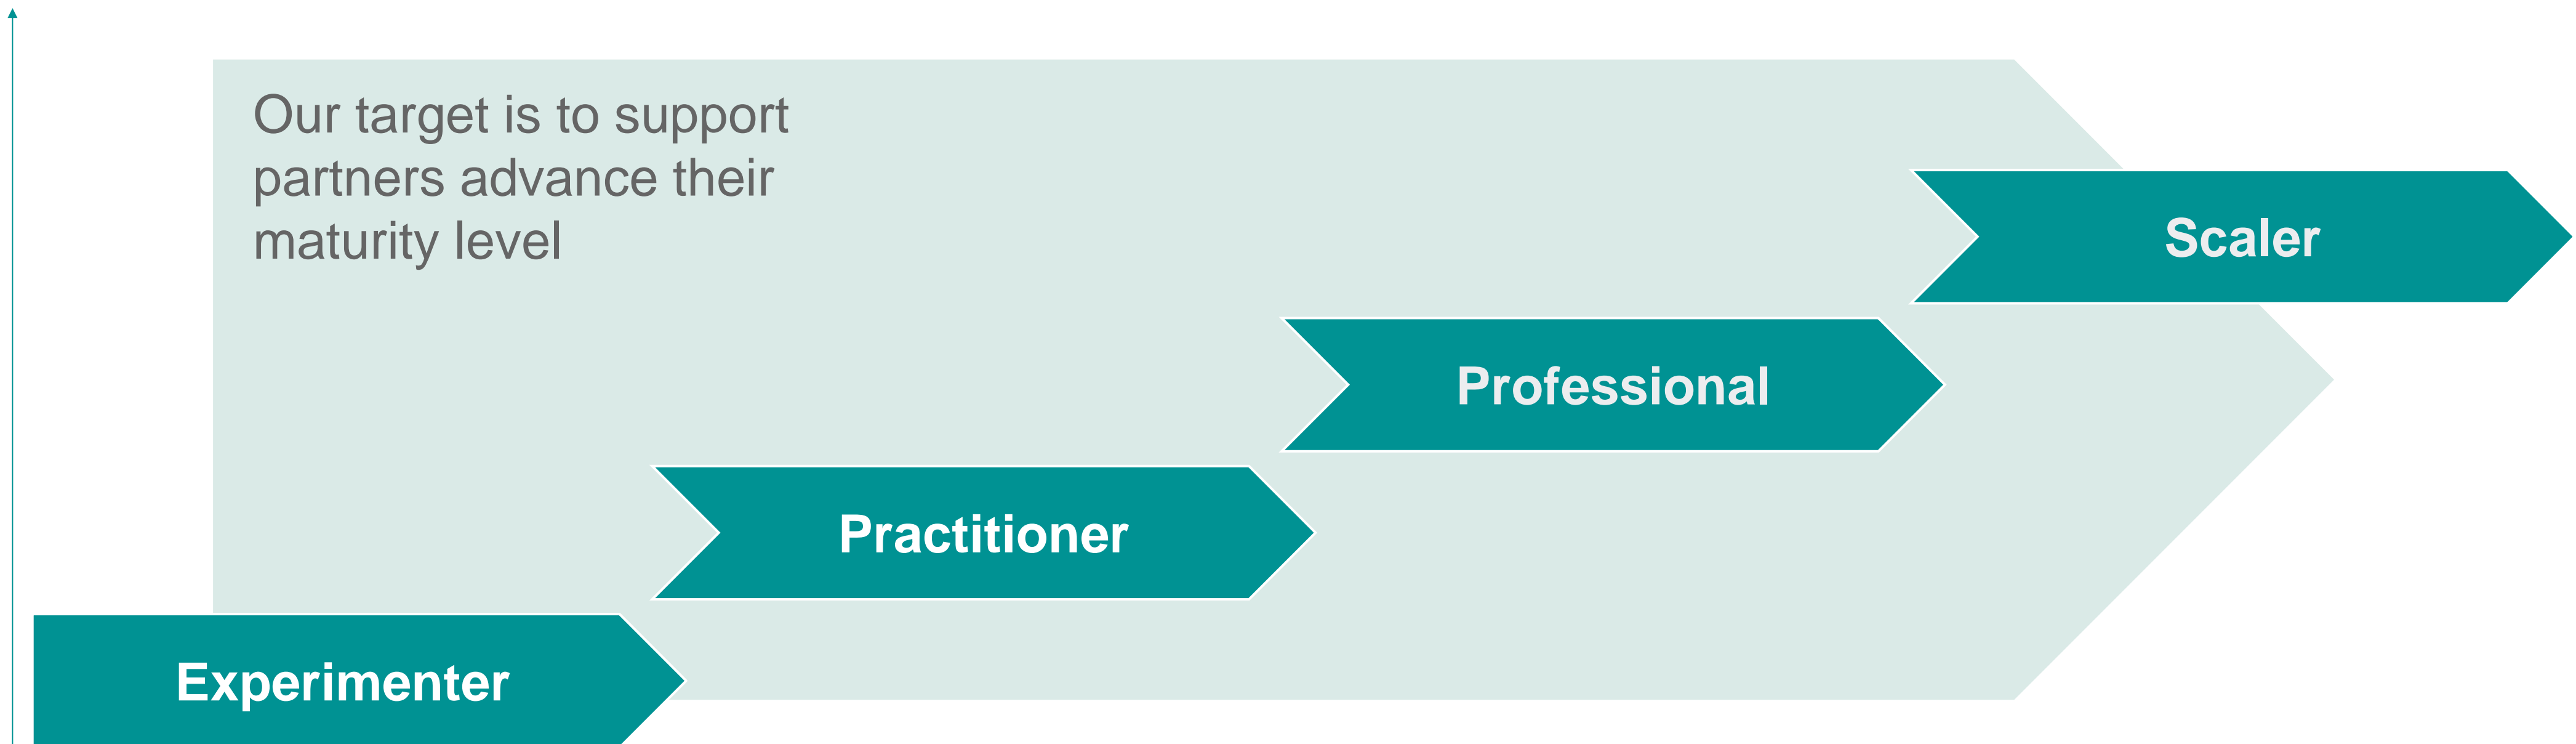 Our target is to support
partners advance their
maturity level
Scaler
Professional
Practitioner
Experimenter